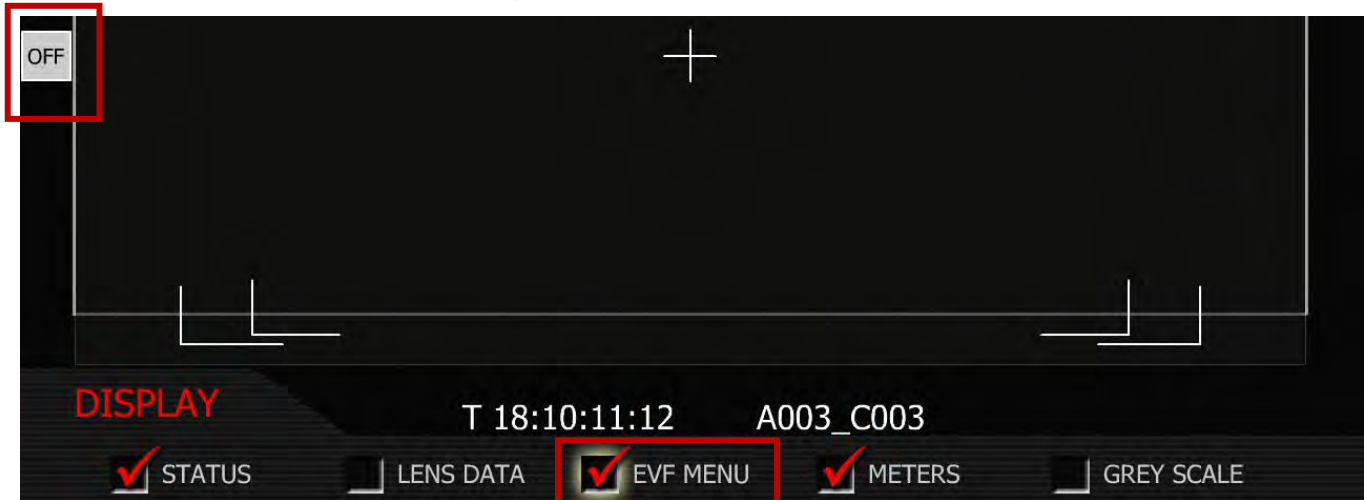 OFF
DISPLAY
T 18:10:11:12 A003_C003
STATUS LENS DATA EVF MENU METERS GREY SCALE